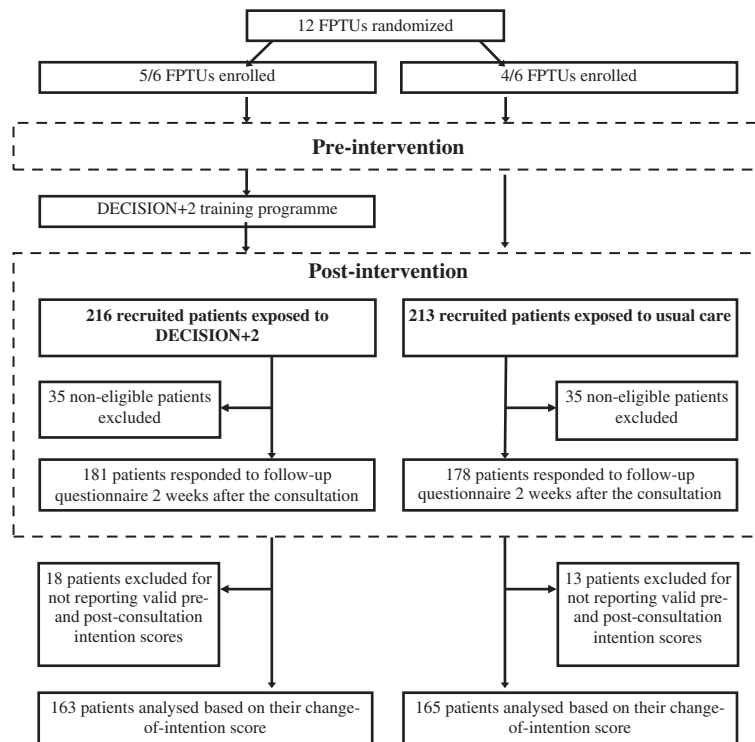 12 FPTUs randomized
5/6 FPTUs enrolled
4/6 FPTUs enrolled
Pre-intervention
DECISION+2 training programme
Post-intervention
216 recruited patients exposed to
DECISION+2
213 recruited patients exposed to usual care
35 non-eligible patients
excluded
35 non-eligible patients
excluded
181 patients responded to follow-up
questionnaire 2 weeks after the consultation
178 patients responded to follow-up
questionnaire 2 weeks after the consultation
18 patients excluded for
not reporting valid pre-
and post-consultation
intention scores
13 patients excluded for
not reporting valid pre-
and post-consultation
intention scores
163 patients analysed based on their change-
of-intention score
165 patients analysed based on their change-
of-intention score